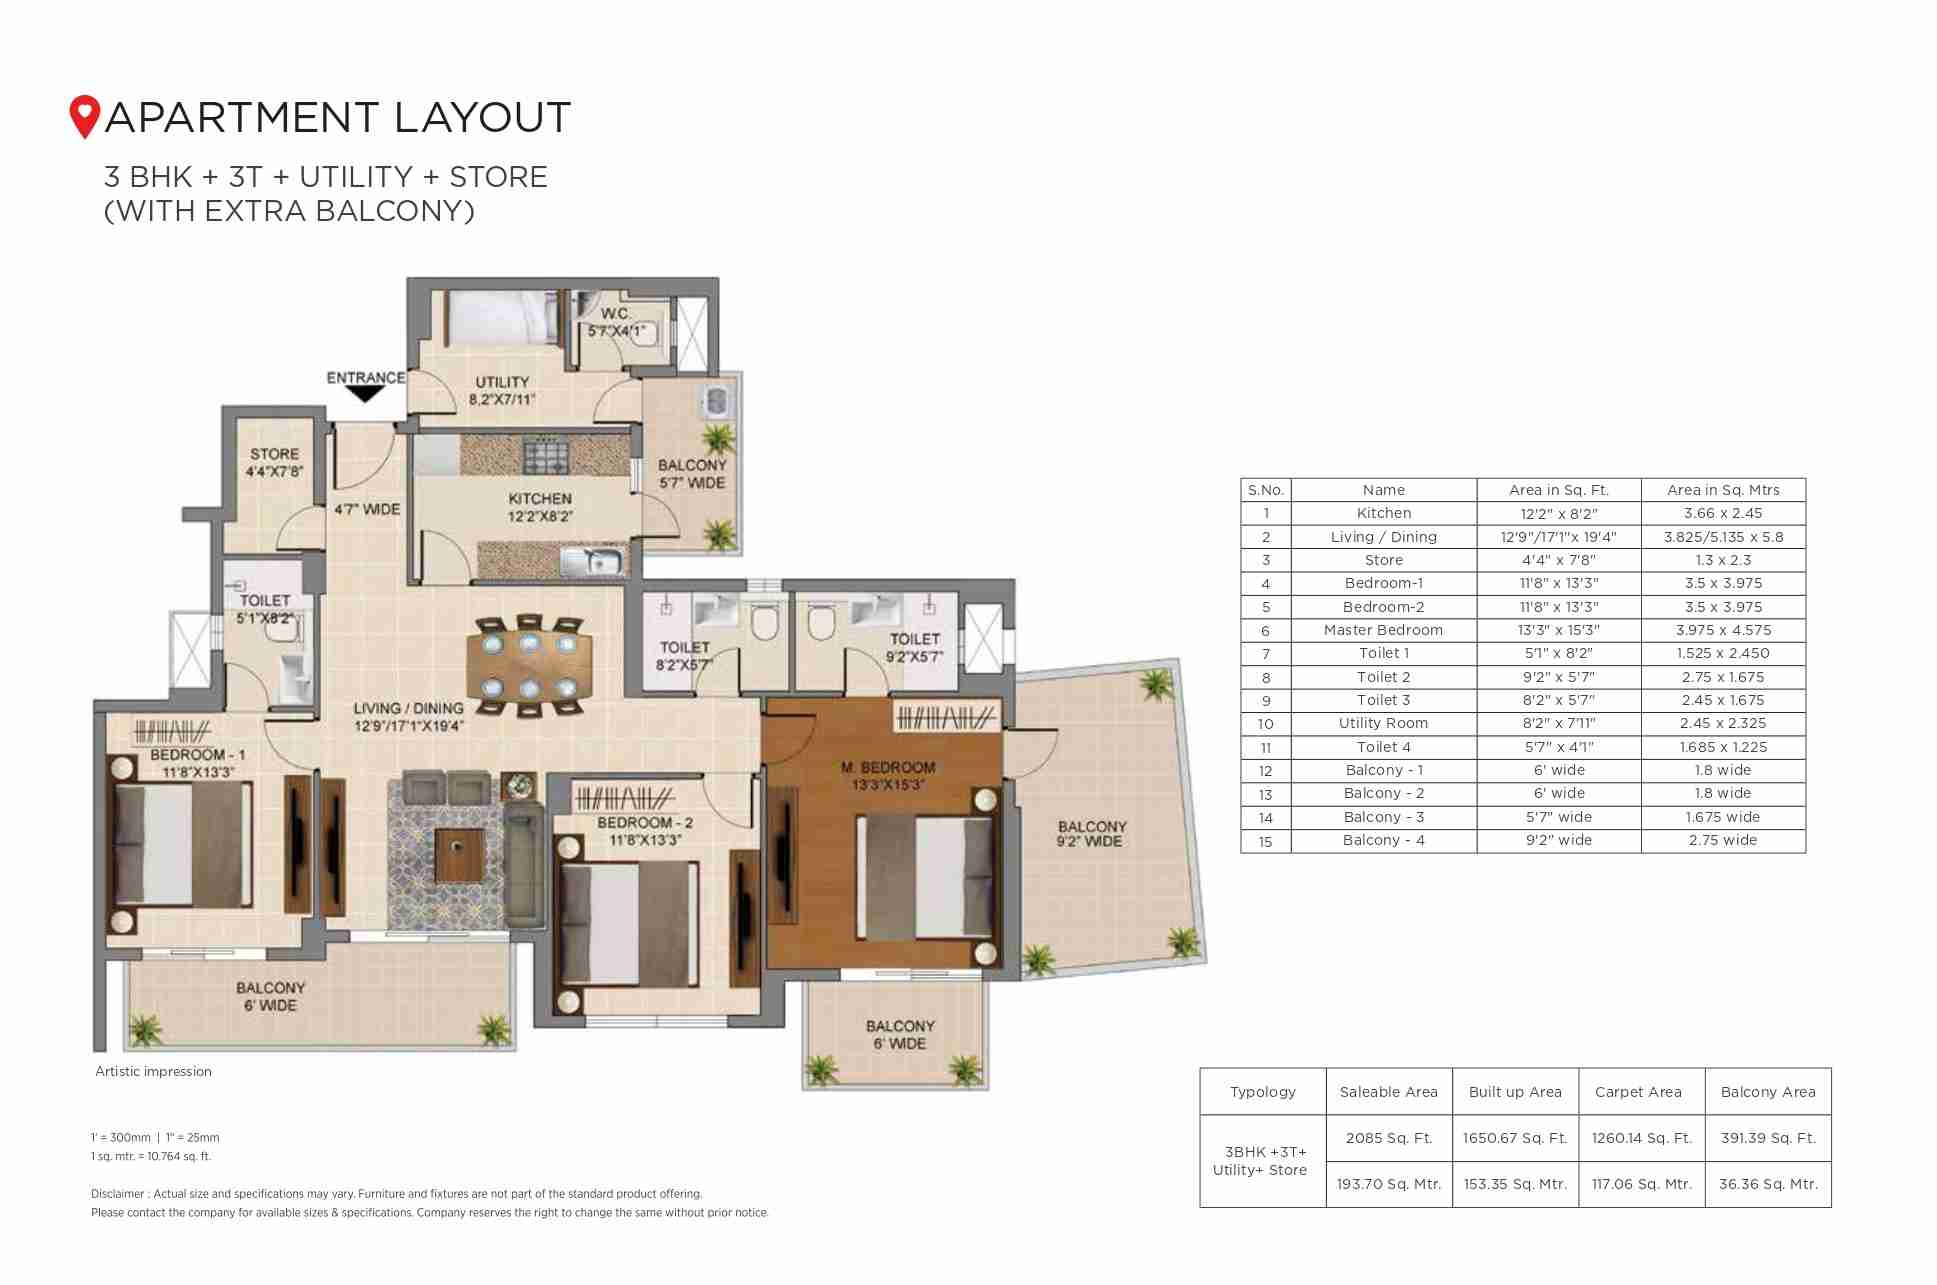 APARTMENT LAYOUT
3 BHK + 3T + UTILITY + STORE
(WITH EXTRA BALCONY)
W.C.
5'7"X4'1"
ENTRANCE
UTILITY
8,2"X7/11"
STORE
4'4"X7'8"
BALCONY
5'7" WIDE
KITCHEN
12'2"X8'2"
4'7" WIDE
TOILET
5'1"X8'2"
TOILET
8'2"X5'7"
TOILET
9'2"X5'7"
LIVING / DINING
12'9"/17'1"X19'4"
BEDROOM - 1
11'8"X13'3"
M. BEDROOM
13'3"X15'3"
BEDROOM - 2
11'8"X13'3"
BALCONY
9'2" WIDE
BALCONY
6' WIDE
BALCONY
6' WIDE
Artistic impression
S.No. Name Area in Sq. Ft. Area in Sq. Mtrs
1 Kitchen 12'2" x 8'2" 3.66 x 2.45
2 Living / Dining 12'9"/17'1"x 19'4" 3.825/5.135 x 5.8
3 Store 4'4" x 7'8" 1.3 x 2.3
4 Bedroom-1 11'8" x 13'3" 3.5 x 3.975
5 Bedroom-2 11'8" x 13'3" 3.5 x 3.975
6 Master Bedroom 13'3" x 15'3" 3.975 x 4.575
7 Toilet 1 5'1" x 8'2" 1.525 x 2.450
8 Toilet 2 9'2" x 5'7" 2.75 x 1.675
9 Toilet 3 8'2" x 5'7" 2.45 x 1.675
10 Utility Room 8'2" x 7'11" 2.45 x 2.325
11 Toilet 4 5'7" x 4'1" 1.685 x 1.225
12 Balcony - 1 6' wide 1.8 wide
13 Balcony - 2 6' wide 1.8 wide
14 Balcony - 3 5'7" wide 1.675 wide
15 Balcony - 4 9'2" wide 2.75 wide
Typology Saleable Area Built up Area Carpet Area Balcony Area
3BHK +3T+
Utility+ Store
2085 Sq. Ft. 1650.67 Sq. Ft. 1260.14 Sq. Ft. 391.39 Sq. Ft.
193.70 Sq. Mtr. 153.35 Sq. Mtr. 117.06 Sq. Mtr. 36.36 Sq. Mtr.
1' = 300mm | 1" = 25mm
1 sq. mtr. = 10.764 sq. ft.
Disclaimer : Actual size and specifications may vary. Furniture and fixtures are not part of the standard product offering.
Please contact the company for available sizes & specifications. Company reserves the right to change the same without prior notice.